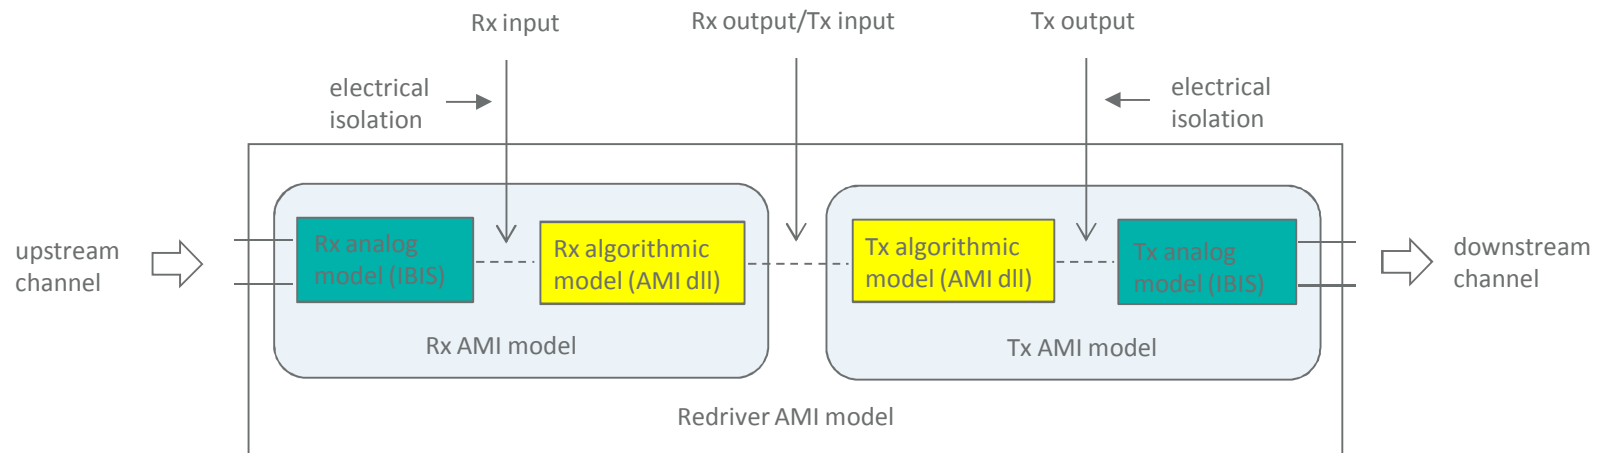 Rx input
Rx output/Tx input
Tx output
electrical
isolation
electrical
isolation
upstream
channel
Rx analog
model (IBIS)
Rx algorithmic
model (AMI dll)
Tx algorithmic
model (AMI dll)
Tx analog
model (IBIS)
downstream
channel
Rx AMI model
Tx AMI model
Redriver AMI model